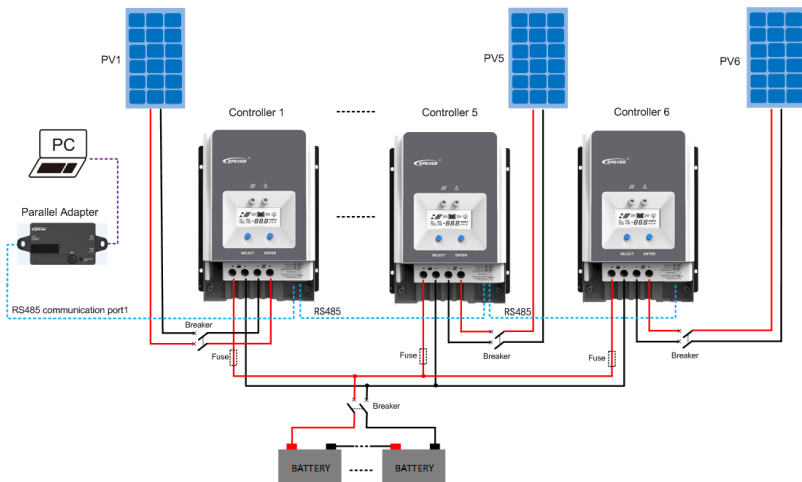 PV1
PV5
PV6
Controller 1
Controller 5
Controller 6
PC
Parallel Adapter
EPEVER
EPEVER
EPEVER
EPEVER
SELECT ENTER
SELECT ENTER
SELECT ENTER
RS485 communication port1
RS485
RS485
Breaker
Fuse
Fuse
Breaker
Fuse
Breaker
Breaker
BATTERY
BATTERY